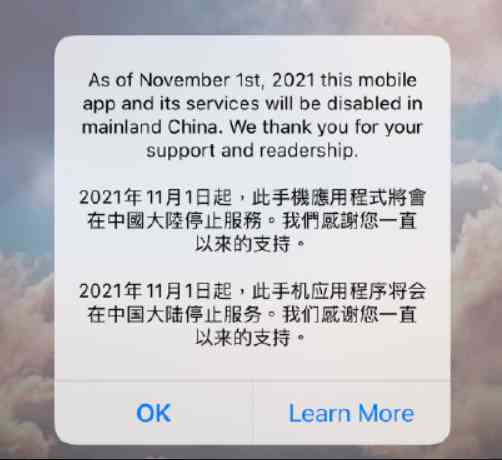 As of November 1st, 2021 this mobile
app and its services will be disabled in
mainland China. We thank you for your
support and readership.
2021年11月1日起，此手機應用程式將會
在中國大陸停止服務。我們感謝您一直
以來的支持。
2021年11月1日起，此手机应用程序将会
在中国大陆停止服务。我们感谢您一直
以来的支持。
OK
Learn More